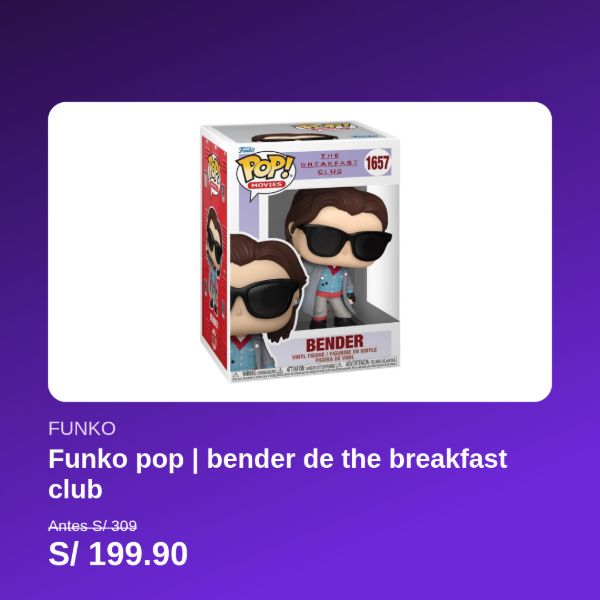 Funko
POP!
MOVIES
THE
BREAKFAST
CLUB
1657
BENDER
VINYL FIGURE / FIGURINE EN VINYLE
FIGURA DE VINIL
FUNKO
Funko pop | bender de the breakfast
club
Antes S/ 309
S/ 199.90